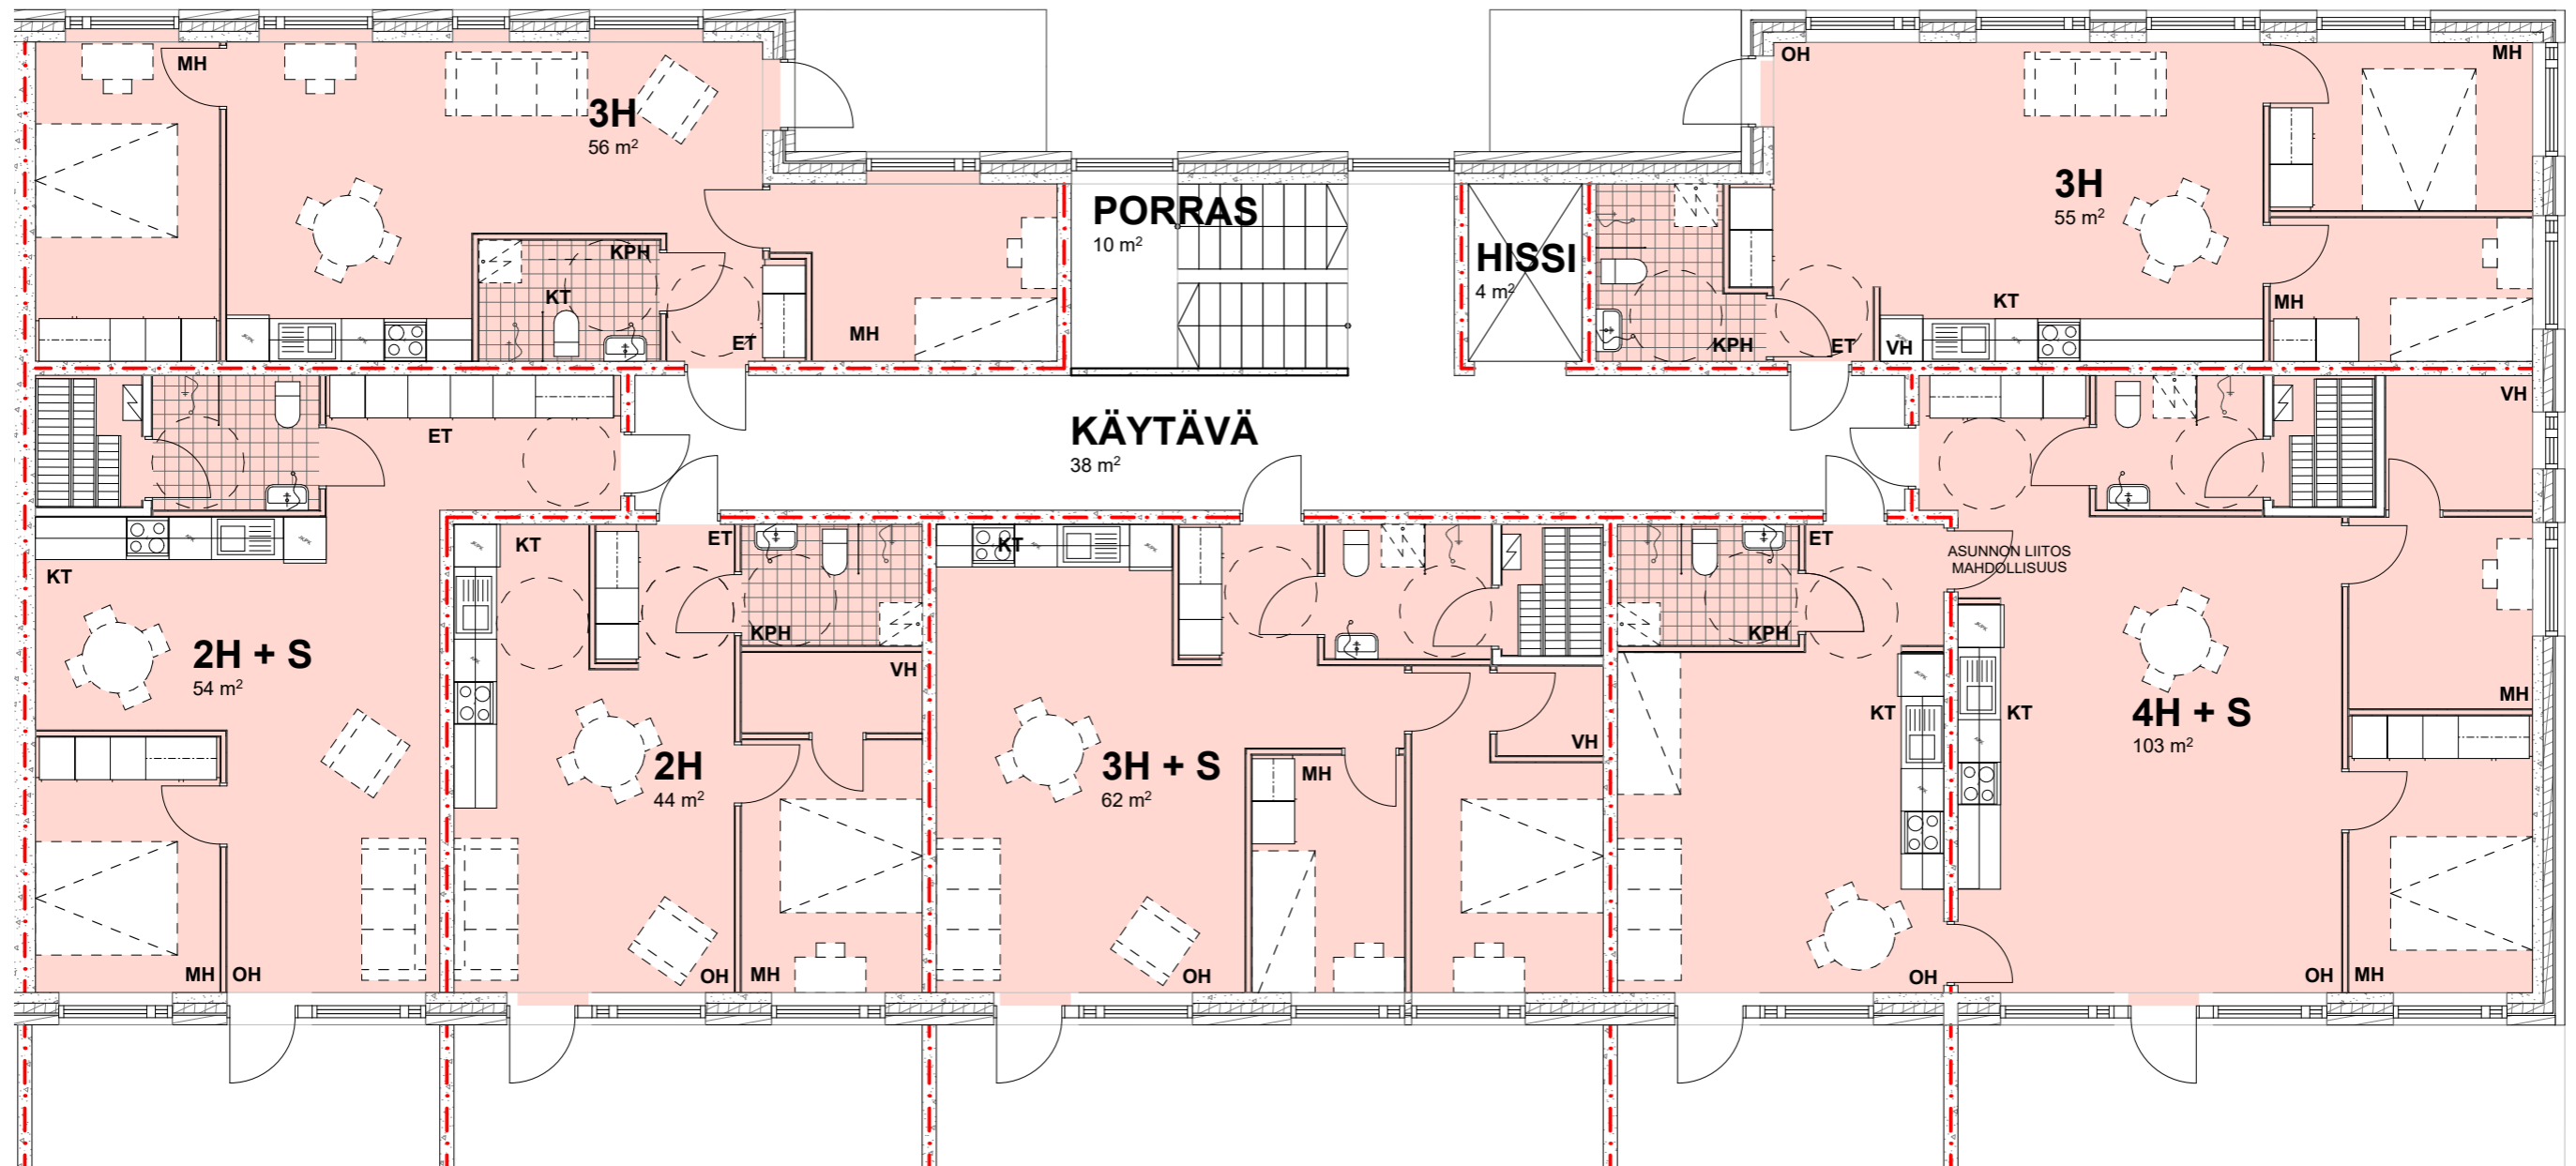 MH
3H
56 m²
KPH
KT
ET
MH
PORRAS
10 m²
HISSI
4 m²
OH
MH
3H
55 m²
KT
MH
KPH
ET
VH
KÄYTÄVÄ
38 m²
ET
KT
2H + S
54 m²
MH
OH
KT
ET
KPH
VH
2H
44 m²
OH
MH
KT
3H + S
62 m²
MH
VH
OH
ET
KPH
KT
OH
ASUNNON LIITOS
MAHDOLLISUUS
VH
MH
KT
4H + S
103 m²
OH
MH